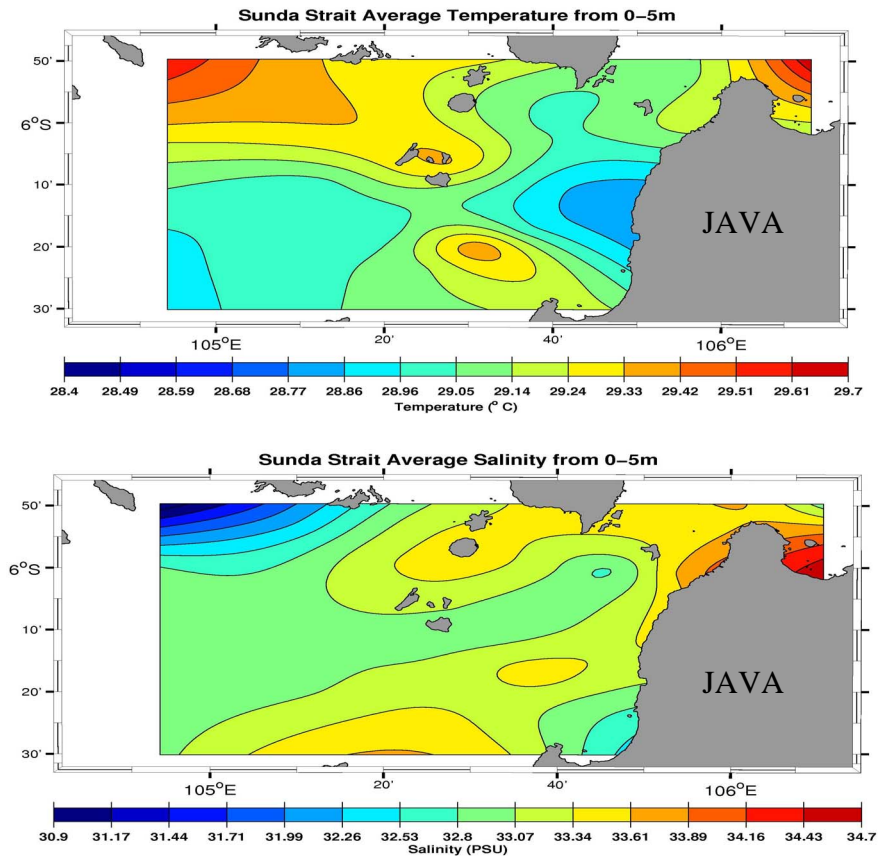 Sunda Strait Average Temperature from 0−5m
50'
6°S
10'
20'
30'
JAVA
105°E
20'
40'
106°E
28.4 28.49 28.59 28.68 28.77 28.86 28.96 29.05 29.14 29.24 29.33 29.42 29.51 29.61 29.7
Temperature (° C)
Sunda Strait Average Salinity from 0−5m
50'
6°S
10'
20'
30'
JAVA
105°E
20'
40'
106°E
30.9 31.17 31.44 31.71 31.99 32.26 32.53 32.8 33.07 33.34 33.61 33.89 34.16 34.43 34.7
Salinity (PSU)